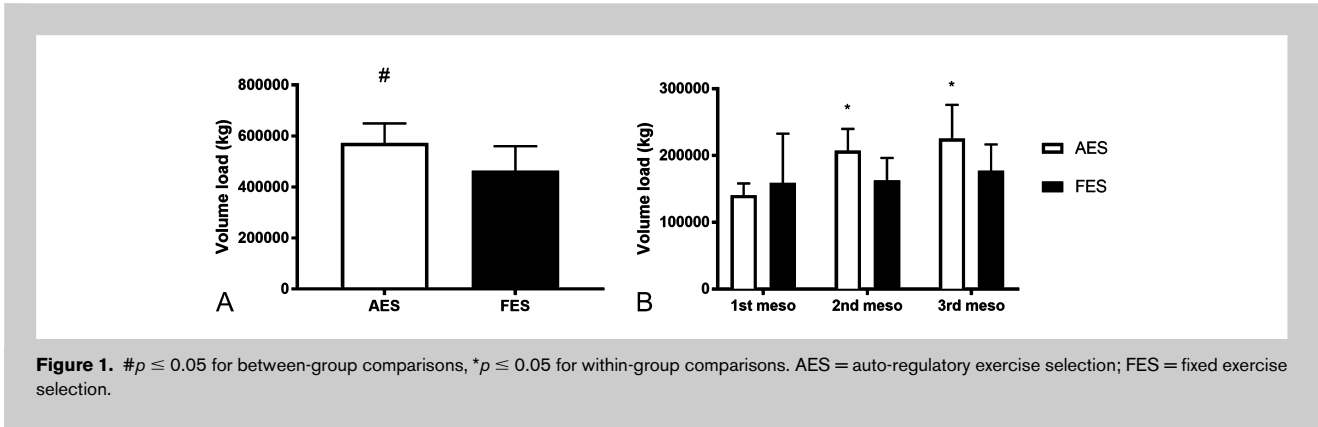 #
800000
600000
400000
200000
0
Volume load (kg)
AES
FES
A
*
*
300000
200000
100000
0
Volume load (kg)
1st meso
2nd meso
3rd meso
B
AES
FES
Figure 1. #p ≤ 0.05 for between-group comparisons, *p ≤ 0.05 for within-group comparisons. AES = auto-regulatory exercise selection; FES = fixed exercise
selection.